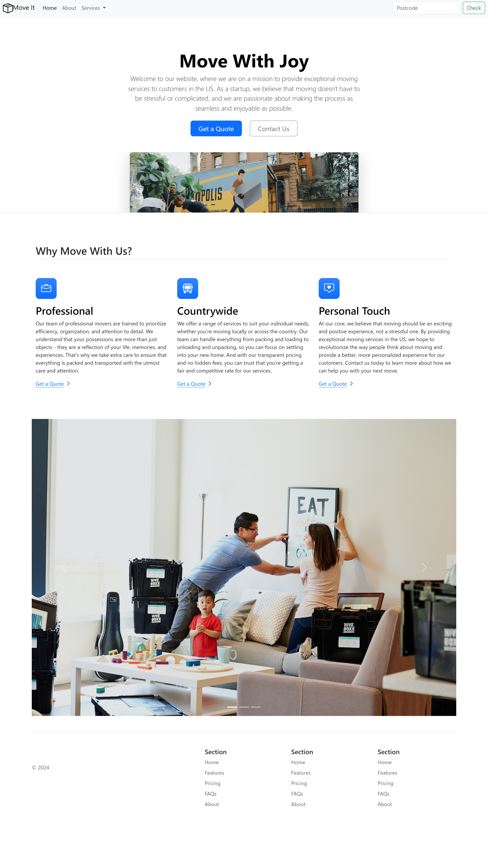 Move It Home About Services Postcode Check
Move With Joy
Welcome to our website, where we are on a mission to provide exceptional moving
services to customers in the US. As a startup, we believe that moving doesn't have to
be stressful or complicated, and we are passionate about making the process as
seamless and enjoyable as possible.
Get a Quote Contact Us
Why Move With Us?
Professional
Our team of professional movers are trained to prioritize
efficiency, organization, and attention to detail. We
understand that your possessions are more than just
objects - they are a reflection of your life, memories, and
experiences. That's why we take extra care to ensure that
everything is packed and transported with the utmost
care and attention.
Get a Quote
Countrywide
We offer a range of services to suit your individual needs,
whether you're moving locally or across the country. Our
team can handle everything from packing and loading to
unloading and unpacking, so you can focus on settling
into your new home. And with our transparent pricing
and no hidden fees, you can trust that you're getting a
fair and competitive rate for our services.
Get a Quote
Personal Touch
At our core, we believe that moving should be an exciting
and positive experience, not a stressful one. By providing
exceptional moving services in the US, we hope to
revolutionize the way people think about moving and
provide a better, more personalized experience for our
customers. Contact us today to learn more about how we
can help you with your next move.
Get a Quote
EAT
© 2024
Section
Home
Features
Pricing
FAQs
About
Section
Home
Features
Pricing
FAQs
About
Section
Home
Features
Pricing
FAQs
About